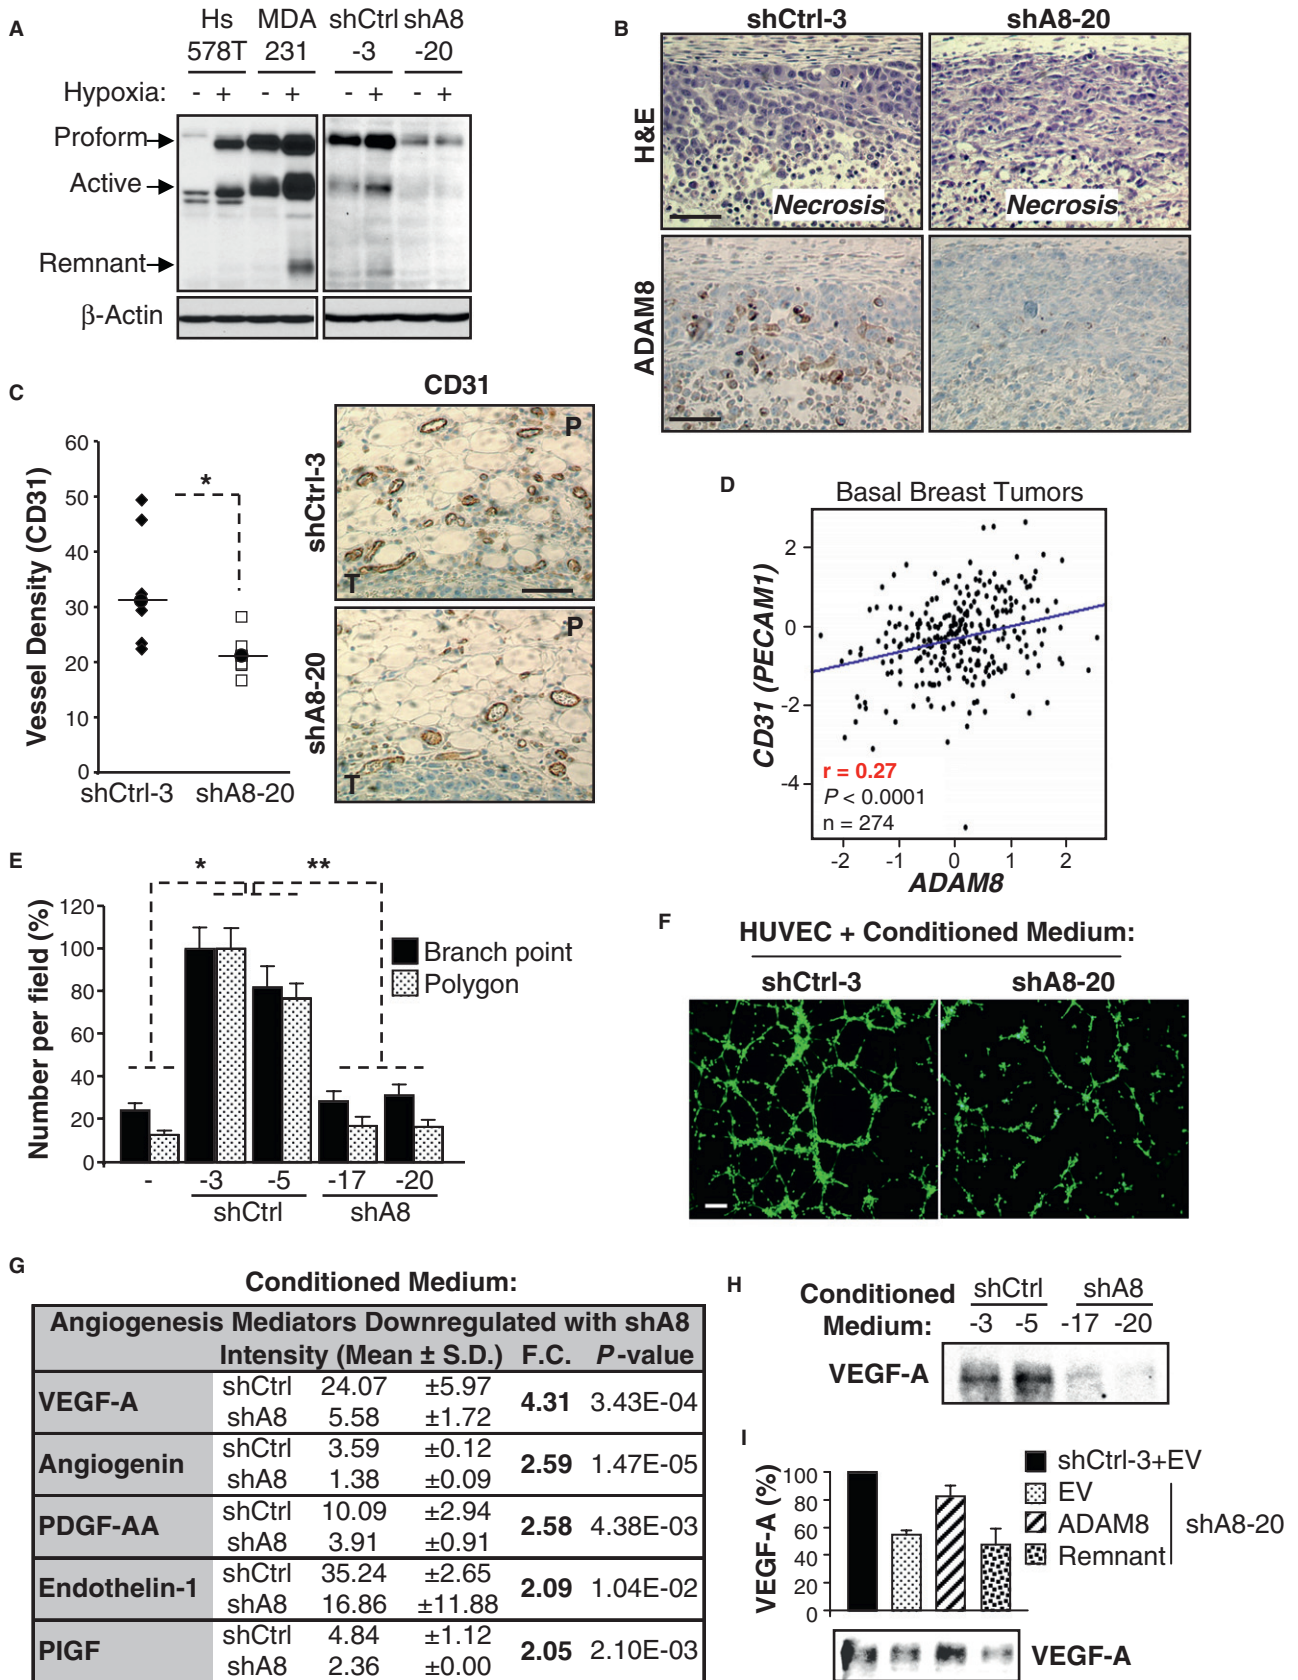 A
Hs 578T
MDA 231
shCtrl -3
shA8 -20
Hypoxia: - + - + - + - +
Proform
Active
Remnant
β-Actin
B
shCtrl-3
shA8-20
H&E
Necrosis
Necrosis
ADAM8
C
Vessel Density (CD31)
60
50
40
30
20
10
0
*
shCtrl-3
shA8-20
CD31
shCtrl-3
P
T
shA8-20
P
T
D
Basal Breast Tumors
CD31 (PECAM1)
2
0
-2
-4
r = 0.27
P < 0.0001
n = 274
-2 -1 0 1 2
ADAM8
E
Number per field (%)
120
100
80
60
40
20
0
* **
Branch point
Polygon
- -3 -5 -17 -20
shCtrl shA8
F
HUVEC + Conditioned Medium:
shCtrl-3
shA8-20
G
Conditioned Medium:
Angiogenesis Mediators Downregulated with shA8
Intensity (Mean ± S.D.) F.C. P-value
VEGF-A shCtrl 24.07 ±5.97 4.31 3.43E-04
shA8 5.58 ±1.72
Angiogenin shCtrl 3.59 ±0.12 2.59 1.47E-05
shA8 1.38 ±0.09
PDGF-AA shCtrl 10.09 ±2.94 2.58 4.38E-03
shA8 3.91 ±0.91
Endothelin-1 shCtrl 35.24 ±2.65 2.09 1.04E-02
shA8 16.86 ±11.88
PIGF shCtrl 4.84 ±1.12 2.05 2.10E-03
shA8 2.36 ±0.00
H
Conditioned Medium:
shCtrl shA8
-3 -5 -17 -20
VEGF-A
I
VEGF-A (%)
100
80
60
40
20
0
shCtrl-3+EV
EV
ADAM8
Remnant
shA8-20
VEGF-A